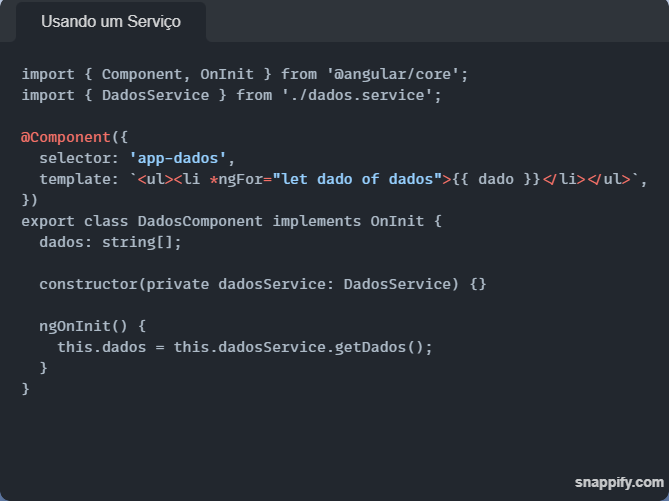 Usando um Serviço
import { Component, OnInit } from '@angular/core';
import { DadosService } from './dados.service';
@Component({
  selector: 'app-dados',
  template: `<ul><li *ngFor="let dado of dados">{{ dado }}</li></ul>`,
})
export class DadosComponent implements OnInit {
  dados: string[];
  constructor(private dadosService: DadosService) {}
  ngOnInit() {
    this.dados = this.dadosService.getDados();
  }
}
snappify.com